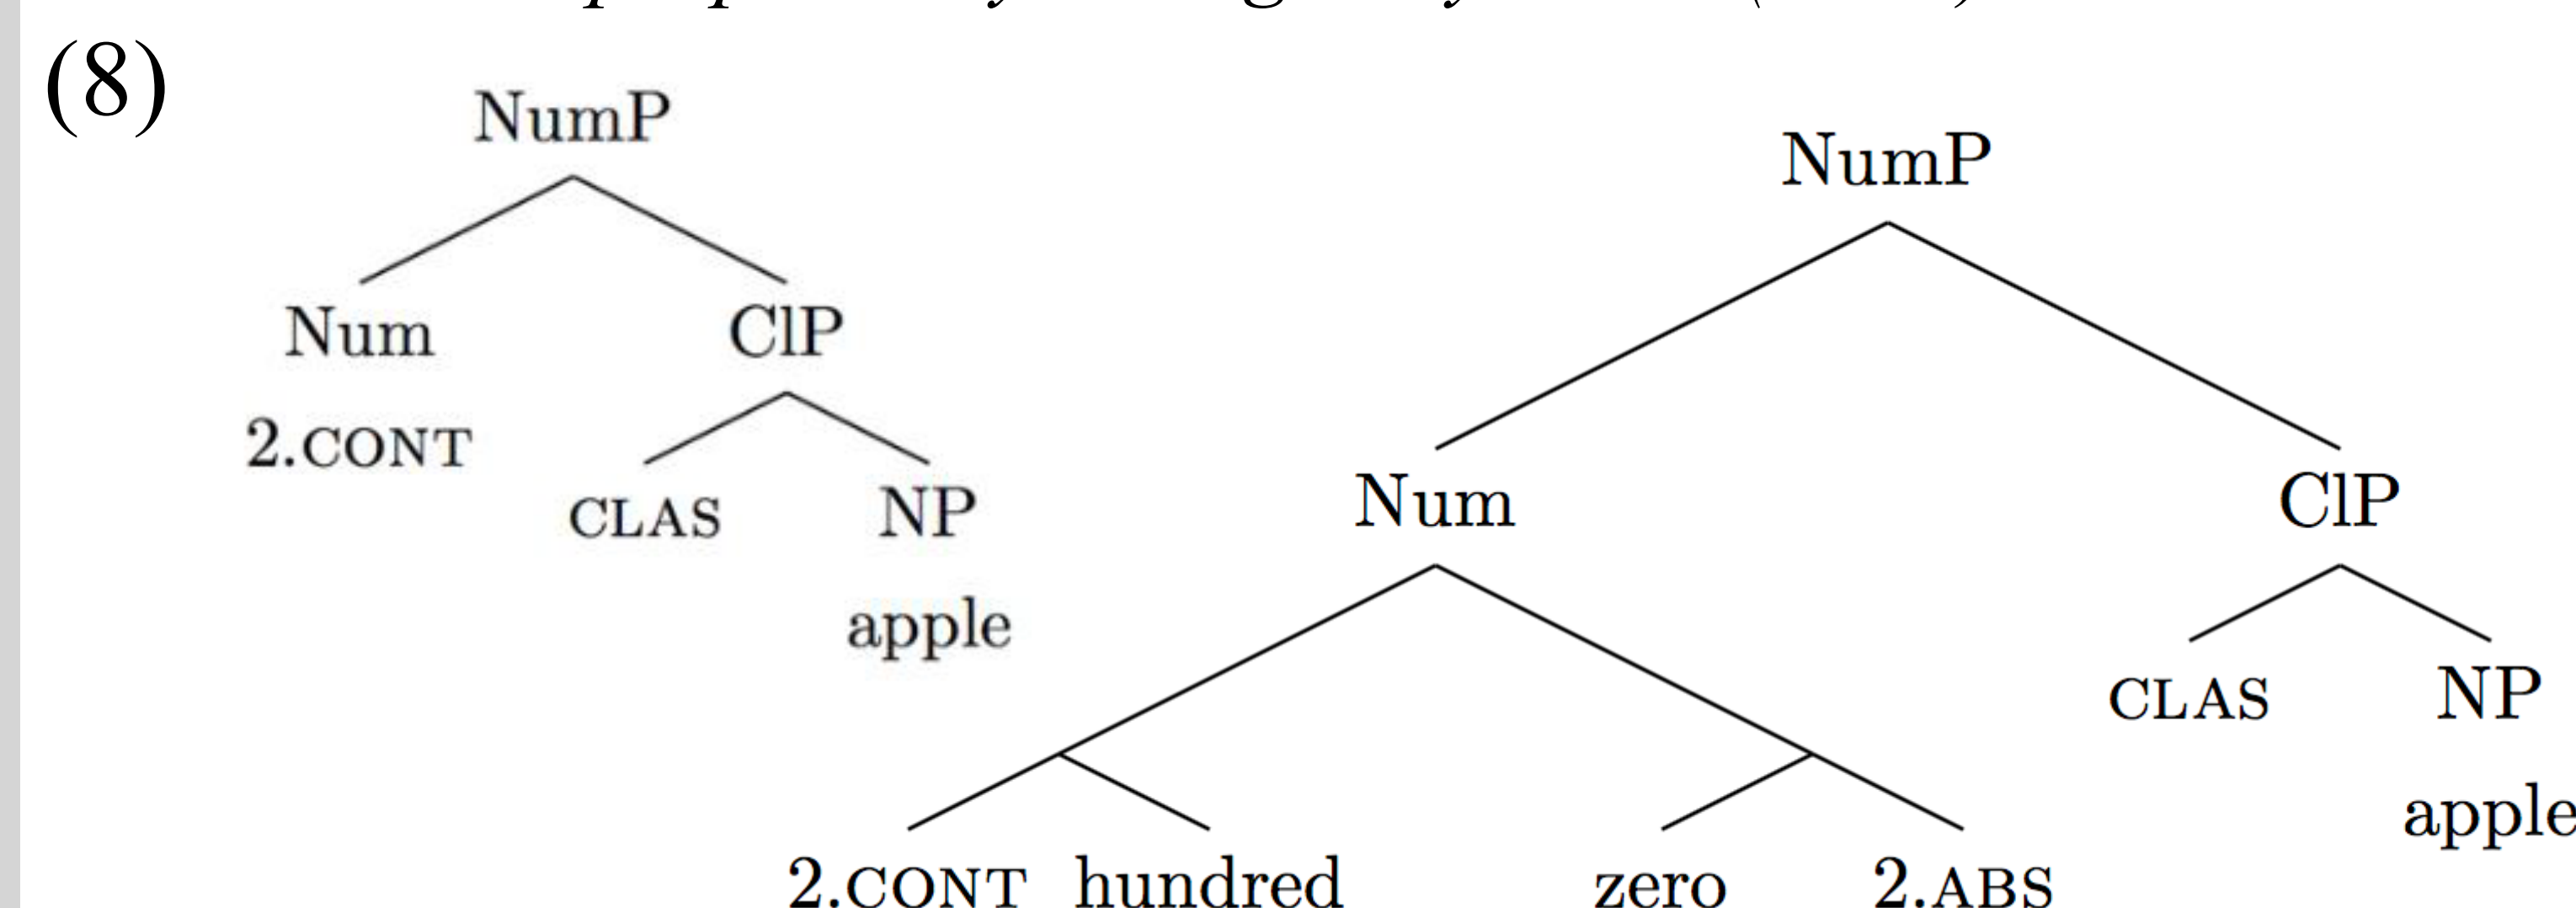 (8)
NumP
NumP
Num ClP
2.CONT
CLAS NP
apple
Num ClP
CLAS NP
apple
2.CONT hundred zero 2.ABS